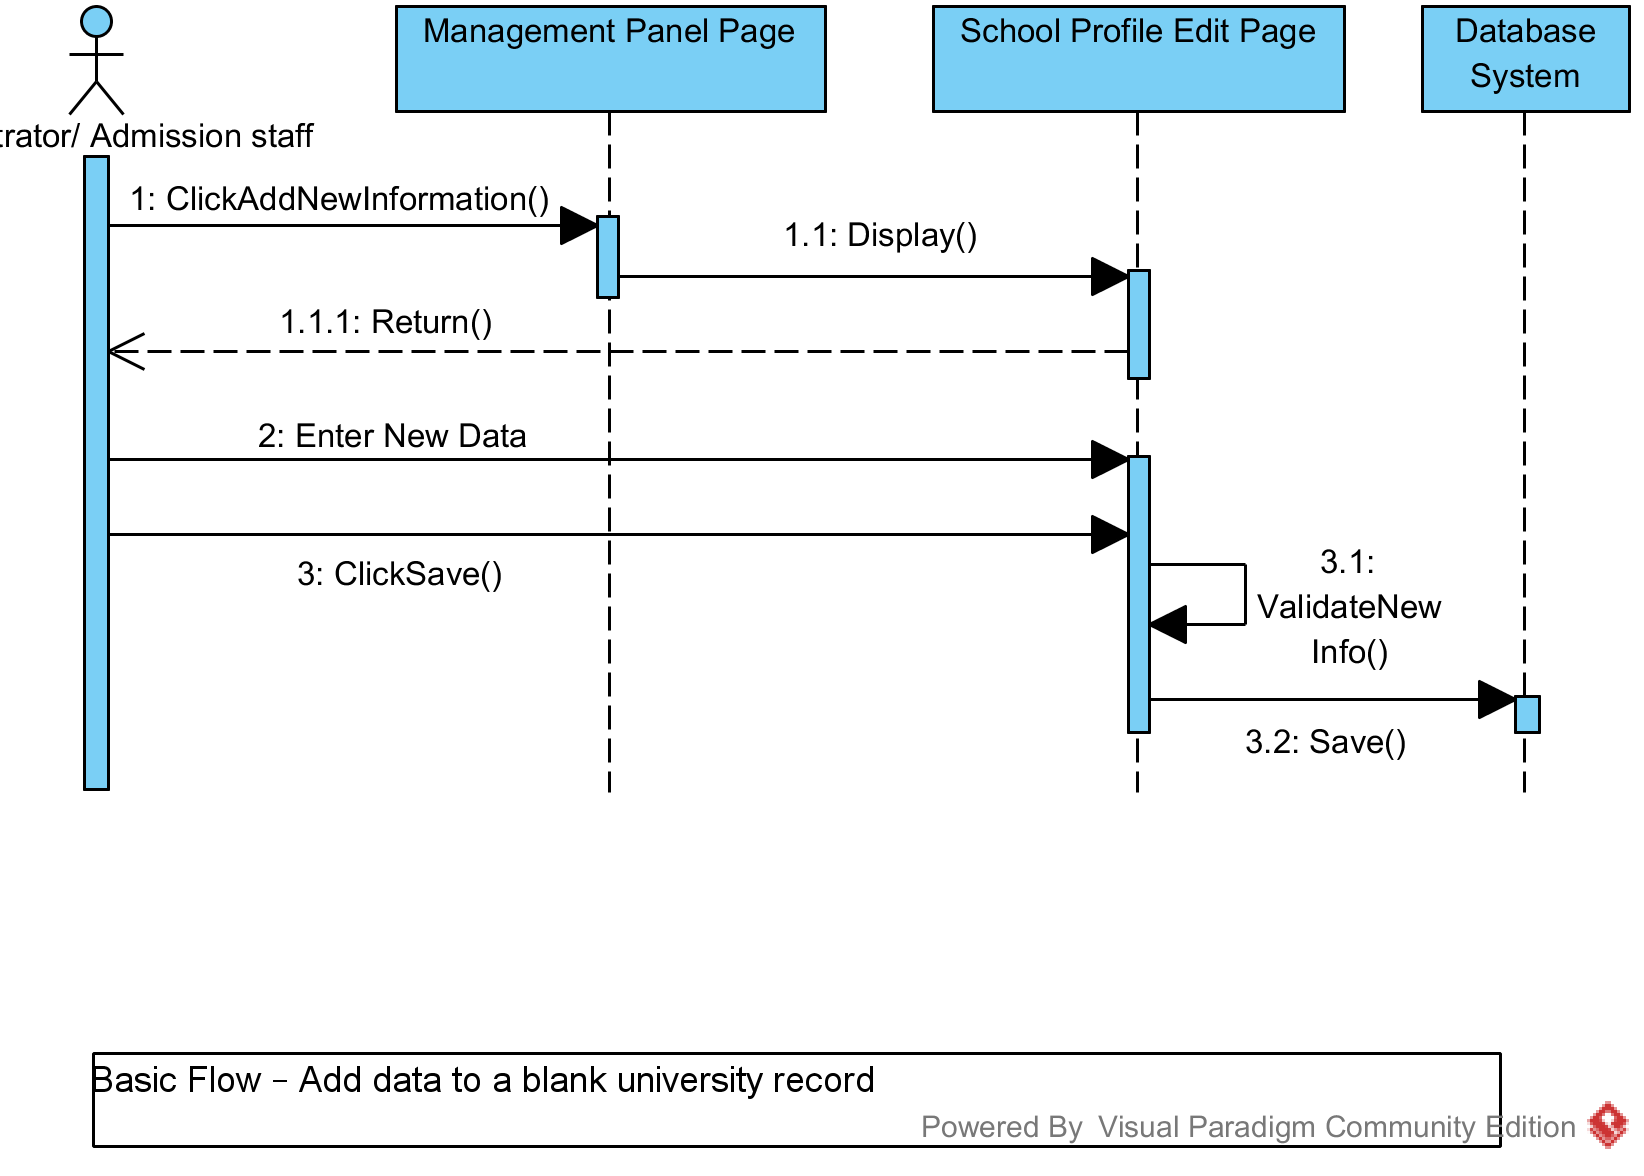 Management Panel Page
School Profile Edit Page
Database
System
trator/ Admission staff
1: ClickAddNewInformation()
1.1: Display()
1.1.1: Return()
2: Enter New Data
3: ClickSave()
3.1:
ValidateNew
Info()
3.2: Save()
Basic Flow – Add data to a blank university record
Powered By Visual Paradigm Community Edition